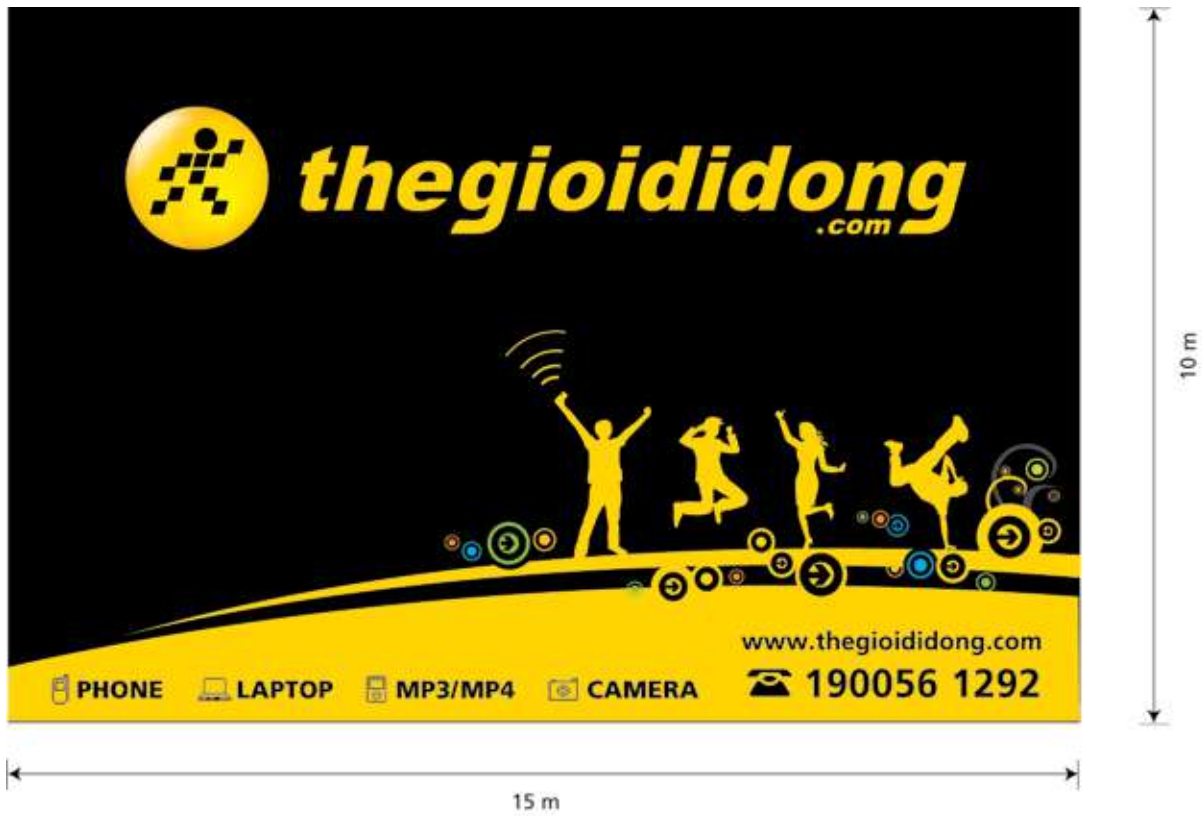 thegioididong
.com
www.thegioididong.com
PHONE LAPTOP MP3/MP4 CAMERA 190056 1292
10 m
15 m